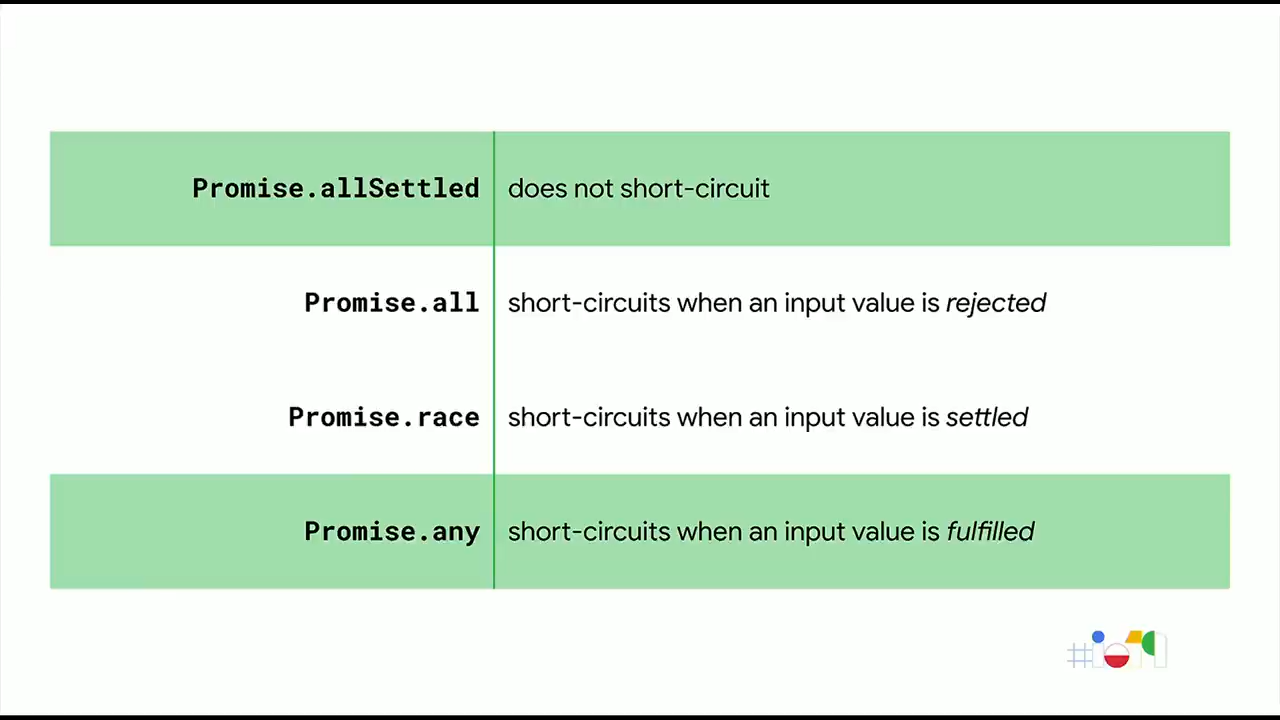 Promise.allSettled does not short-circuit
Promise.all short-circuits when an input value is rejected
Promise.race short-circuits when an input value is settled
Promise.any short-circuits when an input value is fulfilled
#io19